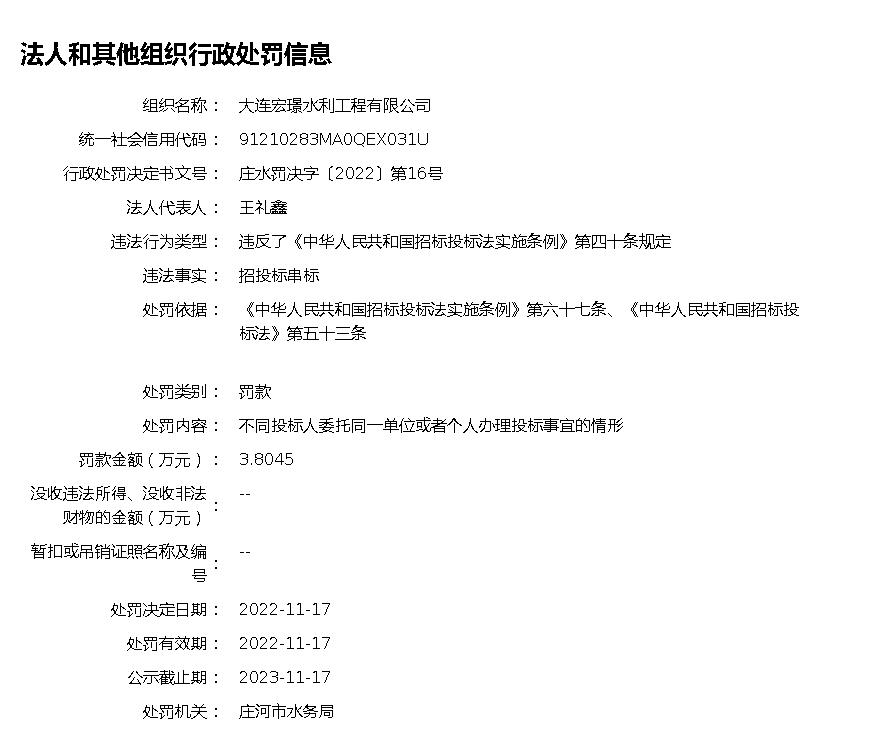 法人和其他组织行政处罚信息
组织名称： 大连宏璟水利工程有限公司
统一社会信用代码： 91210283MA0QEX031U
行政处罚决定书文号： 庄水罚决字〔2022〕第16号
法人代表人： 王礼鑫
违法行为类型： 违反了《中华人民共和国招标投标法实施条例》第四十条规定
违法事实： 招投标串标
处罚依据： 《中华人民共和国招标投标法实施条例》第六十七条、《中华人民共和国招标投
标法》第五十三条
处罚类别： 罚款
处罚内容： 不同投标人委托同一单位或者个人办理投标事宜的情形
罚款金额（万元）： 3.8045
没收违法所得、没收非法
财物的金额（万元）： --
暂扣或吊销证照名称及编
号： --
处罚决定日期： 2022-11-17
处罚有效期： 2022-11-17
公示截止期： 2023-11-17
处罚机关： 庄河市水务局